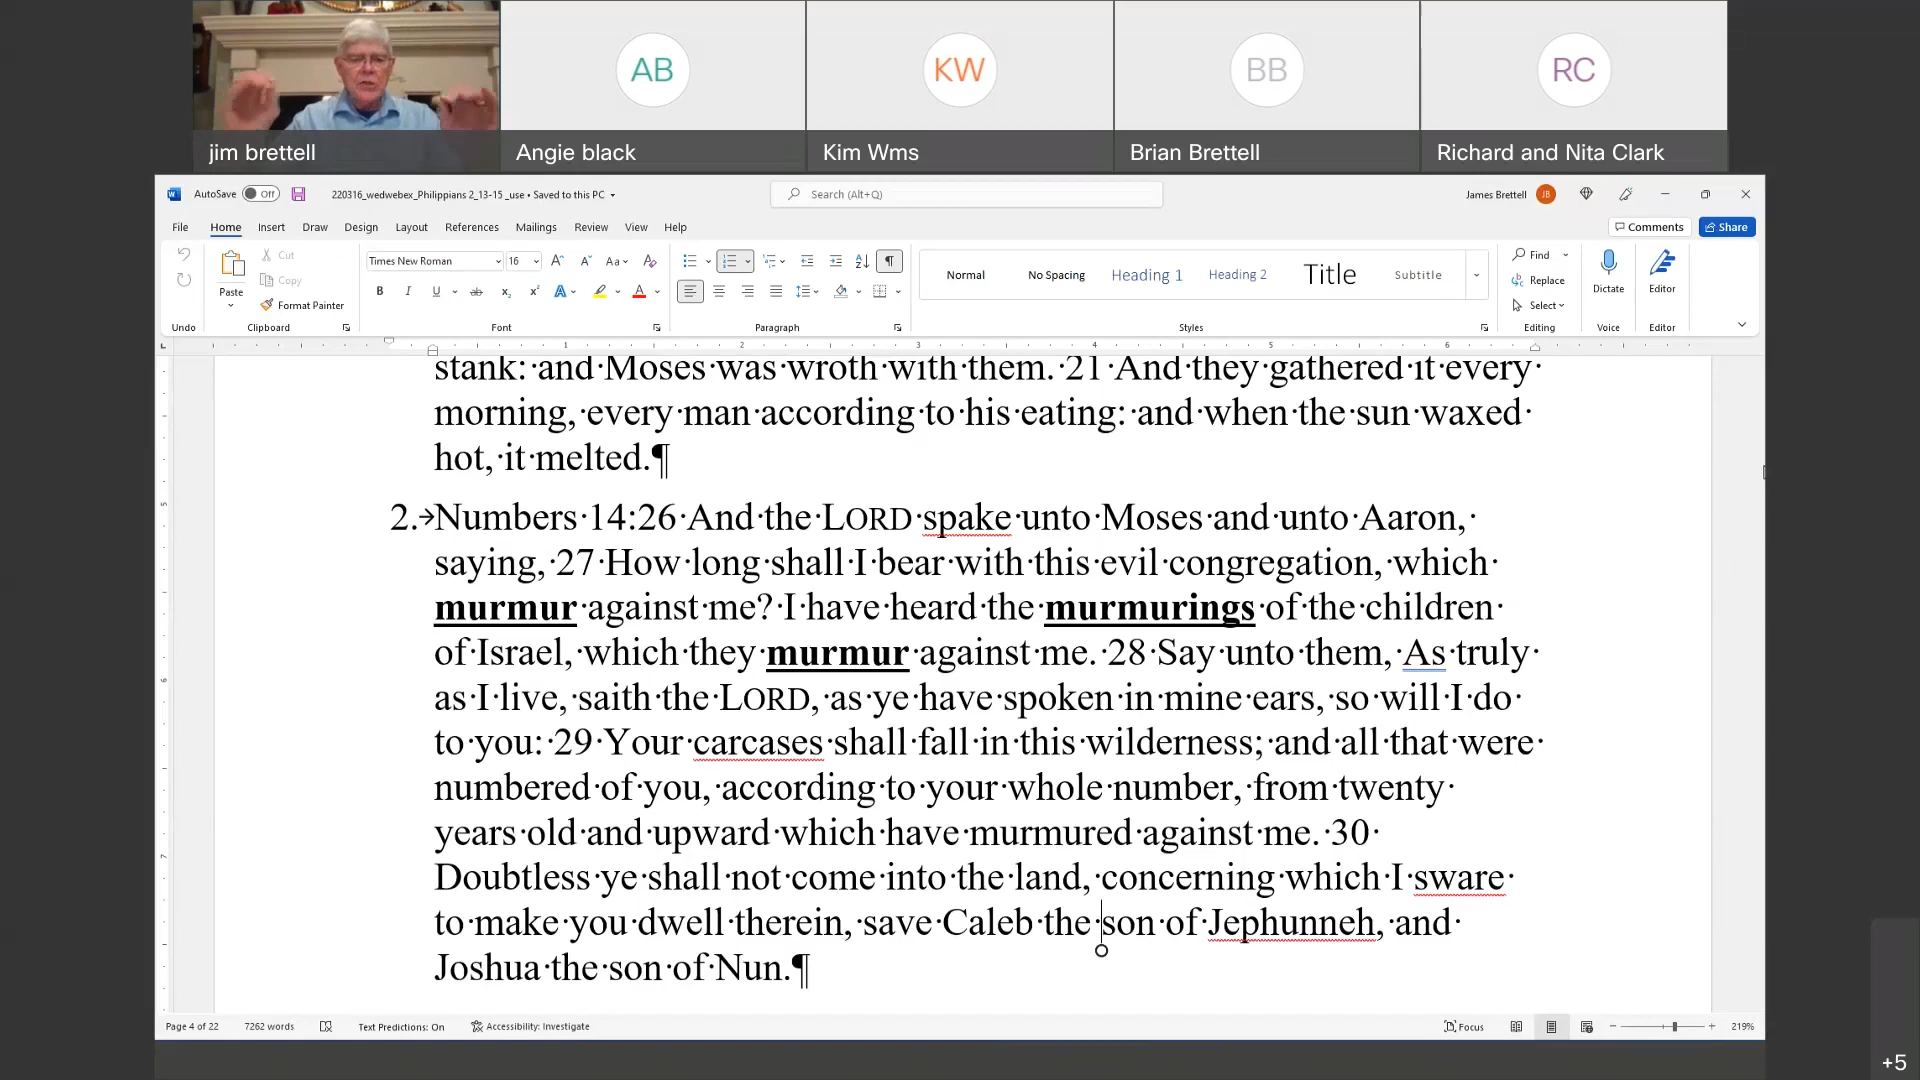 AB
KW
BB
RC
jim brettell
Angie black
Kim Wms
Brian Brettell
Richard and Nita Clark
AutoSave Off
220316_wedwebex_Philippians 2_13-15 _use • Saved to this PC
Search (Alt+Q)
James Brettell JB
File Home Insert Draw Design Layout References Mailings Review View Help
Comments Share
Paste
Cut
Copy
Format Painter
Times New Roman 16
Normal
No Spacing
Heading 1
Heading 2
Title
Subtitle
Find
Replace
Select
Dictate
Editor
Undo Clipboard Font Paragraph Styles Editing Voice Editor
1 2 3 4 5 6
stank: and Moses was wroth with them. 21 And they gathered it every
morning, every man according to his eating: and when the sun waxed
hot, it melted.¶
2.→Numbers 14:26 And the LORD spake unto Moses and unto Aaron,
saying, 27 How long shall I bear with this evil congregation, which
murmur against me? I have heard the murmurings of the children
of Israel, which they murmur against me. 28 Say unto them, As truly
as I live, saith the LORD, as ye have spoken in mine ears, so will I do
to you: 29 Your carcases shall fall in this wilderness; and all that were
numbered of you, according to your whole number, from twenty
years old and upward which have murmured against me. 30
Doubtless ye shall not come into the land, concerning which I sware
to make you dwell therein, save Caleb the son of Jephunneh, and
Joshua the son of Nun.¶
Page 4 of 22 7262 words Text Predictions: On Accessibility: Investigate
Focus 219%
+5